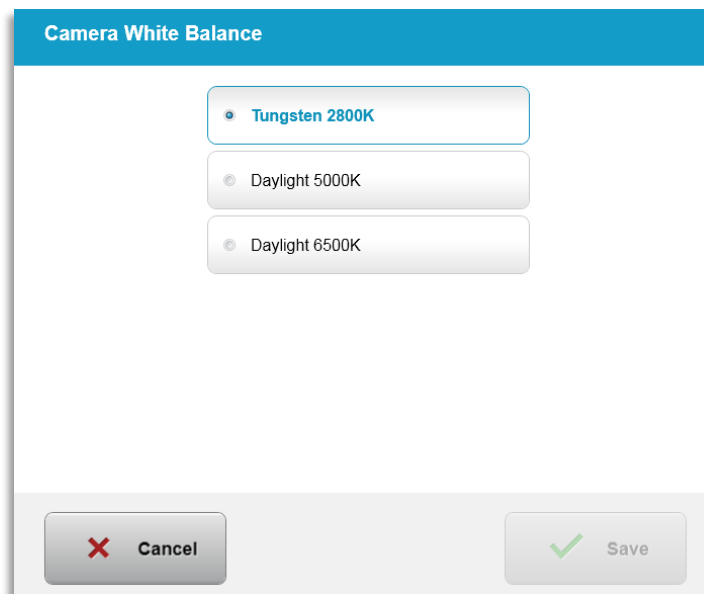 Camera White Balance
Tungsten 2800K
Daylight 5000K
Daylight 6500K
Cancel
Save